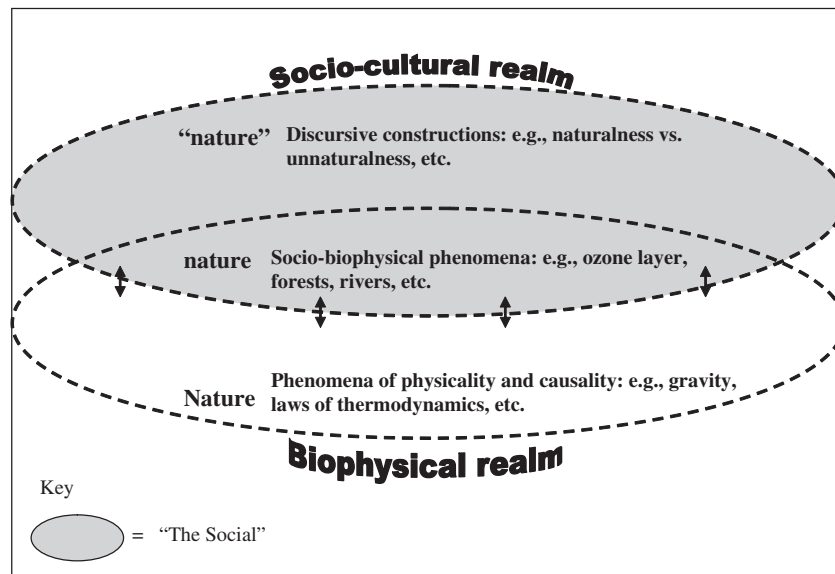 Socio-cultural realm
“nature” Discursive constructions: e.g., naturalness vs.
unnaturalness, etc.
nature Socio-biophysical phenomena: e.g., ozone layer,
forests, rivers, etc.
Nature Phenomena of physicality and causality: e.g., gravity,
laws of thermodynamics, etc.
Biophysical realm
Key
= “The Social”